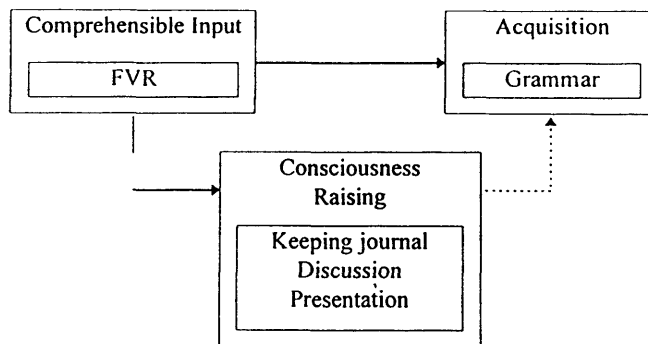 Comprehensible Input
FVR
Acquisition
Grammar
Consciousness
Raising
Keeping journal
Discussion
Presentation